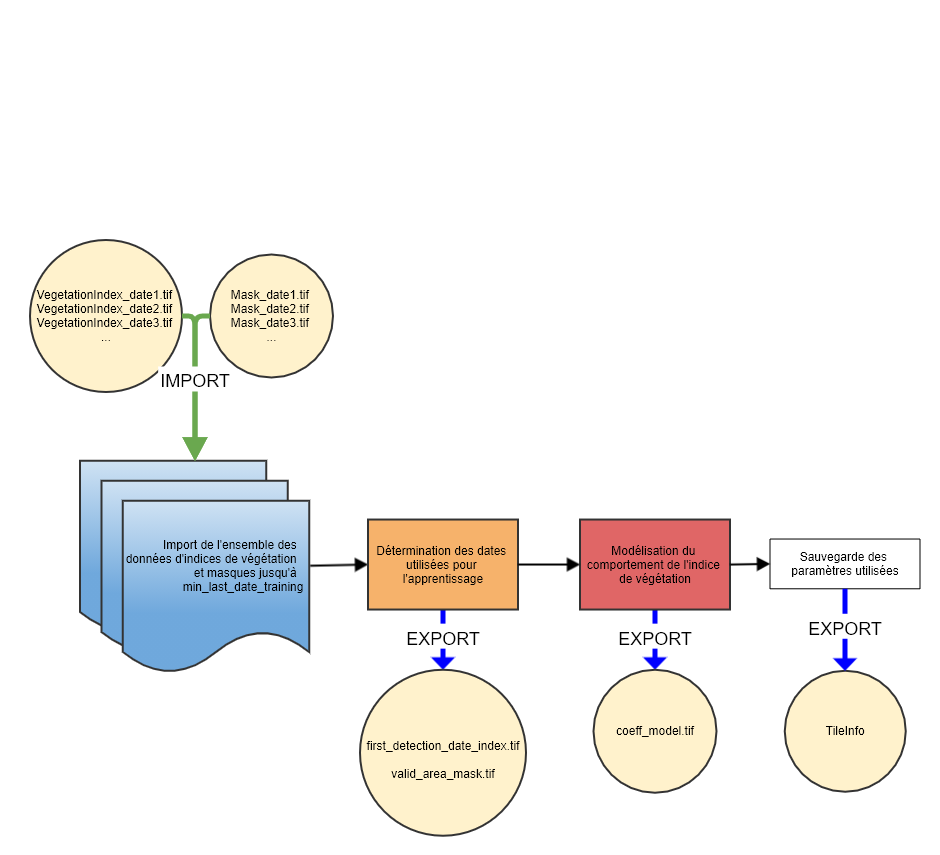 VegetationIndex_date1.tif
VegetationIndex_date2.tif
VegetationIndex_date3.tif
...
Mask_date1.tif
Mask_date2.tif
Mask_date3.tif
...
IMPORT
Import de l'ensemble des
données d'indices de végétation
et masques jusqu'à
min_last_date_training
Détermination des dates
utilisées pour
l'apprentissage
Modélisation du
comportement de l'indice
de végétation
Sauvegarde des
paramètres utilisées
EXPORT
EXPORT
EXPORT
first_detection_date_index.tif
valid_area_mask.tif
coeff_model.tif
TileInfo